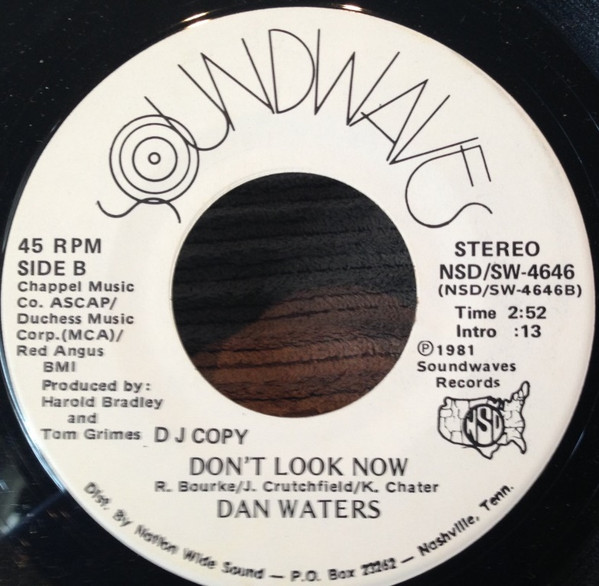 SOUNDWAVES
45 RPM
SIDE B
Chappel Music
Co. ASCAP/
Duchess Music
Corp.(MCA)/
Red Angus
BMI
Produced by:
Harold Bradley
and
Tom Grimes
D J COPY
STEREO
NSD/SW-4646
(NSD/SW-4646B)
Time 2:52
Intro :13
℗1981
Soundwaves
Records
NSD
DON'T LOOK NOW
R. Bourke/J. Crutchfield/K. Chater
DAN WATERS
Dist. By Nation Wide Sound — P.O. Box 23262 — Nashville, Tenn.